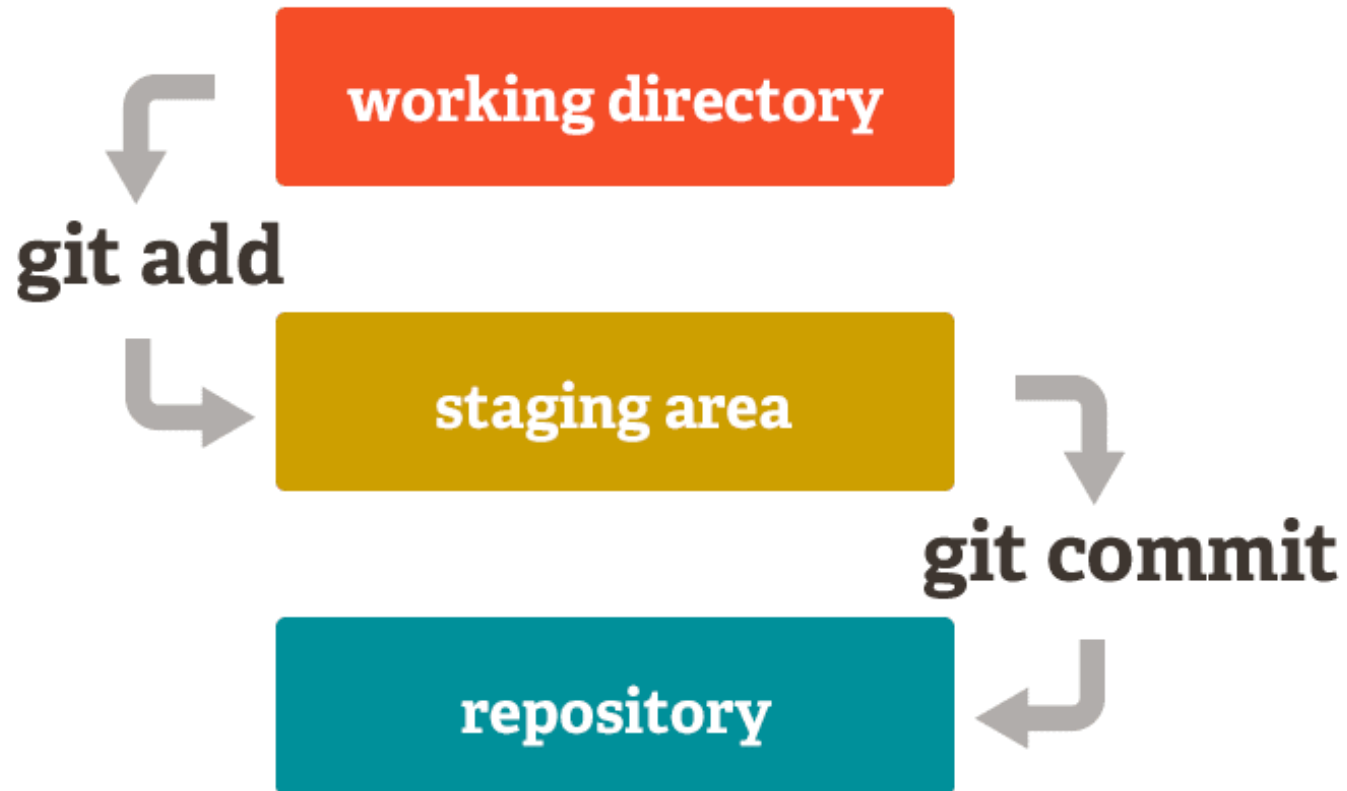 working directory
git add
staging area
git commit
repository